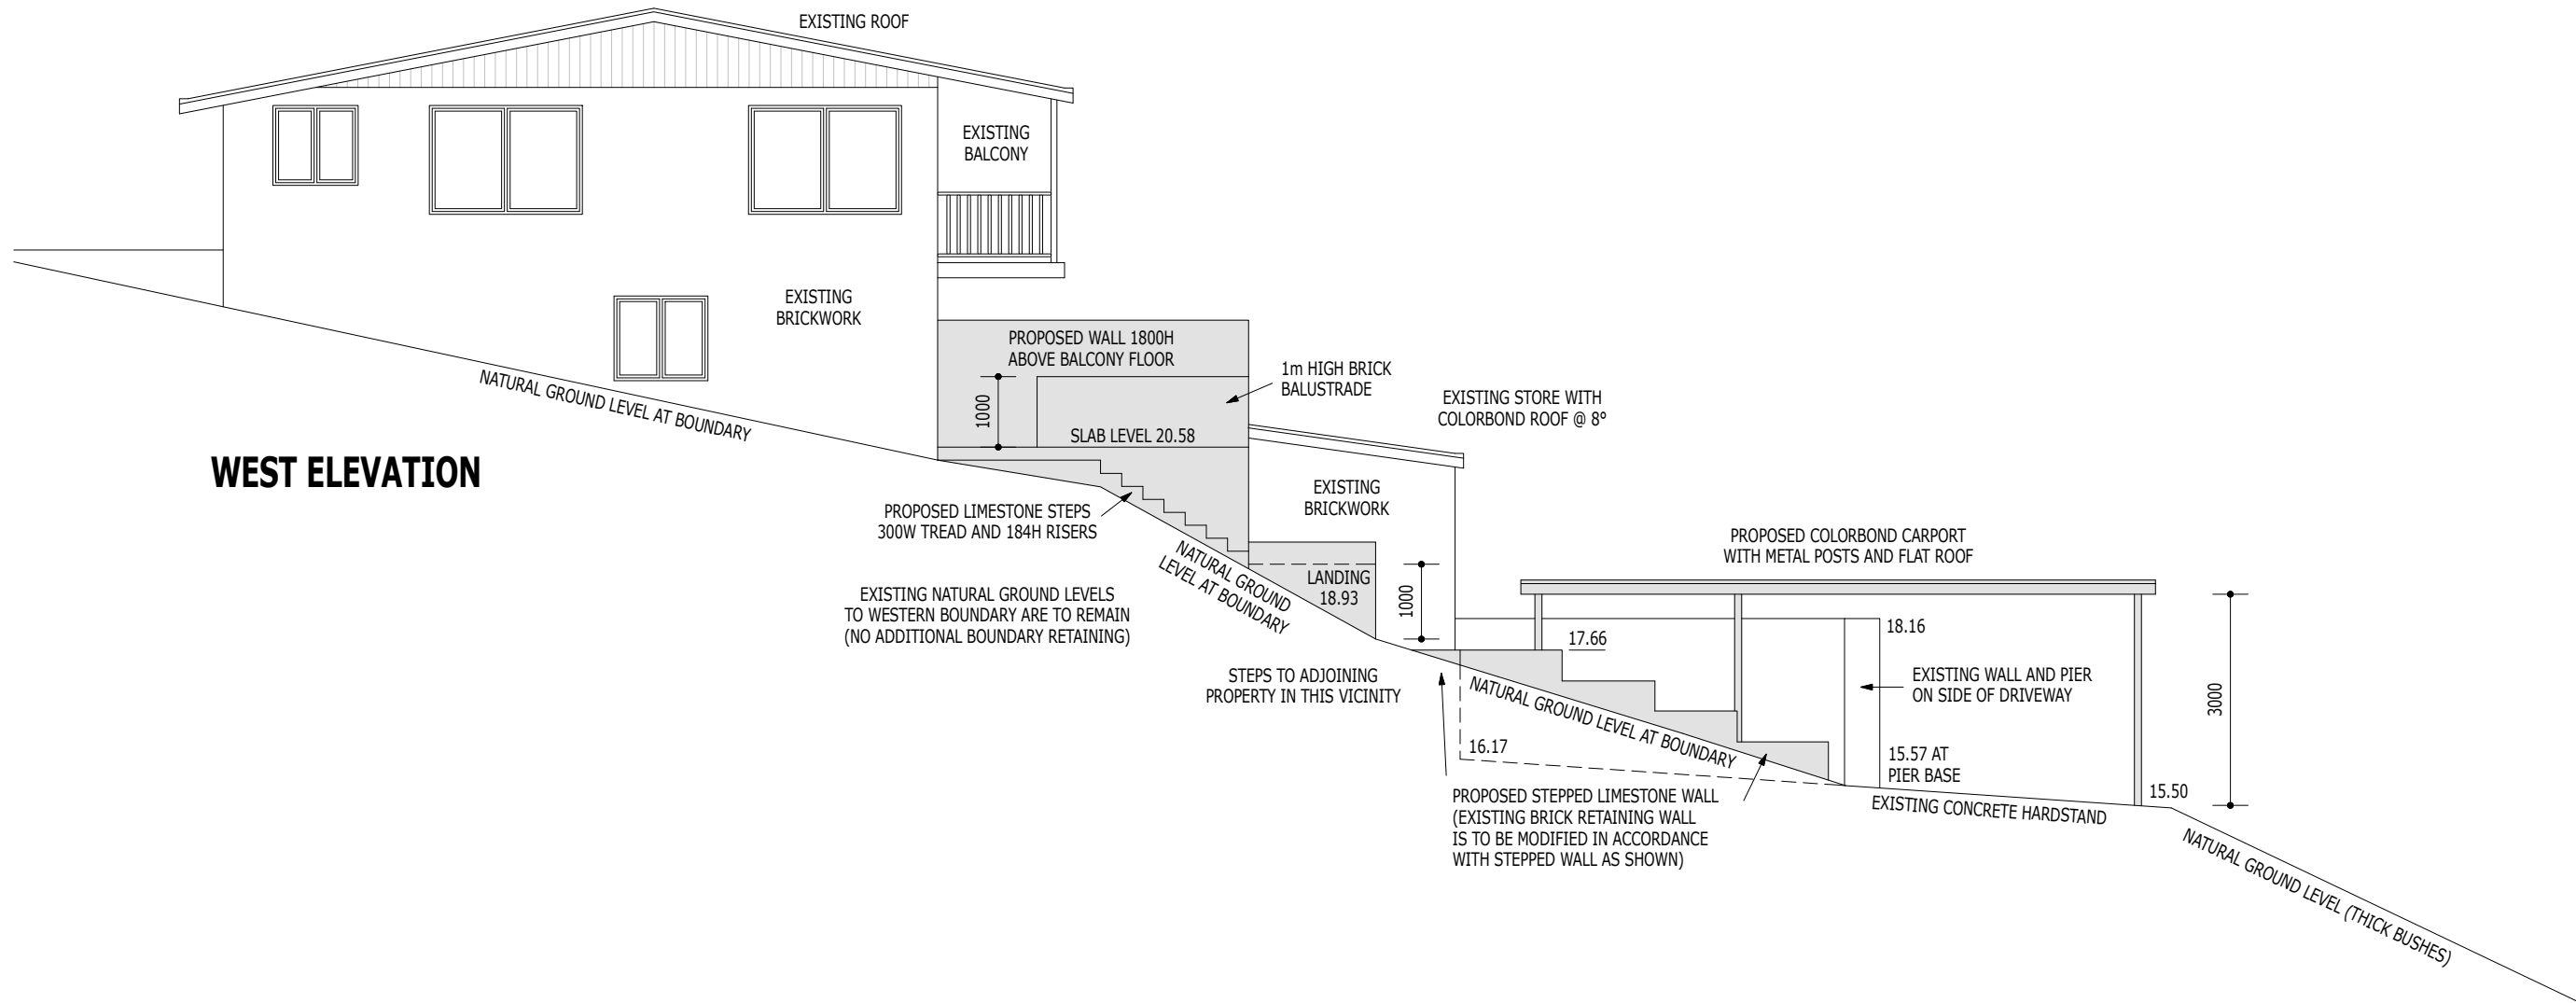 EXISTING ROOF
EXISTING
BALCONY
EXISTING
BRICKWORK
NATURAL GROUND LEVEL AT BOUNDARY
WEST ELEVATION
PROPOSED WALL 1800H
ABOVE BALCONY FLOOR
1000
SLAB LEVEL 20.58
1m HIGH BRICK
BALUSTRADE
EXISTING STORE WITH
COLORBOND ROOF @ 8°
EXISTING
BRICKWORK
PROPOSED LIMESTONE STEPS
300W TREAD AND 184H RISERS
NATURAL GROUND
LEVEL AT BOUNDARY
EXISTING NATURAL GROUND LEVELS
TO WESTERN BOUNDARY ARE TO REMAIN
(NO ADDITIONAL BOUNDARY RETAINING)
LANDING
18.93
1000
PROPOSED COLORBOND CARPORT
WITH METAL POSTS AND FLAT ROOF
17.66
18.16
STEPS TO ADJOINING
PROPERTY IN THIS VICINITY
NATURAL GROUND LEVEL AT BOUNDARY
EXISTING WALL AND PIER
ON SIDE OF DRIVEWAY
3000
16.17
15.57 AT
PIER BASE
15.50
PROPOSED STEPPED LIMESTONE WALL
(EXISTING BRICK RETAINING WALL
IS TO BE MODIFIED IN ACCORDANCE
WITH STEPPED WALL AS SHOWN)
EXISTING CONCRETE HARDSTAND
NATURAL GROUND LEVEL (THICK BUSHES)